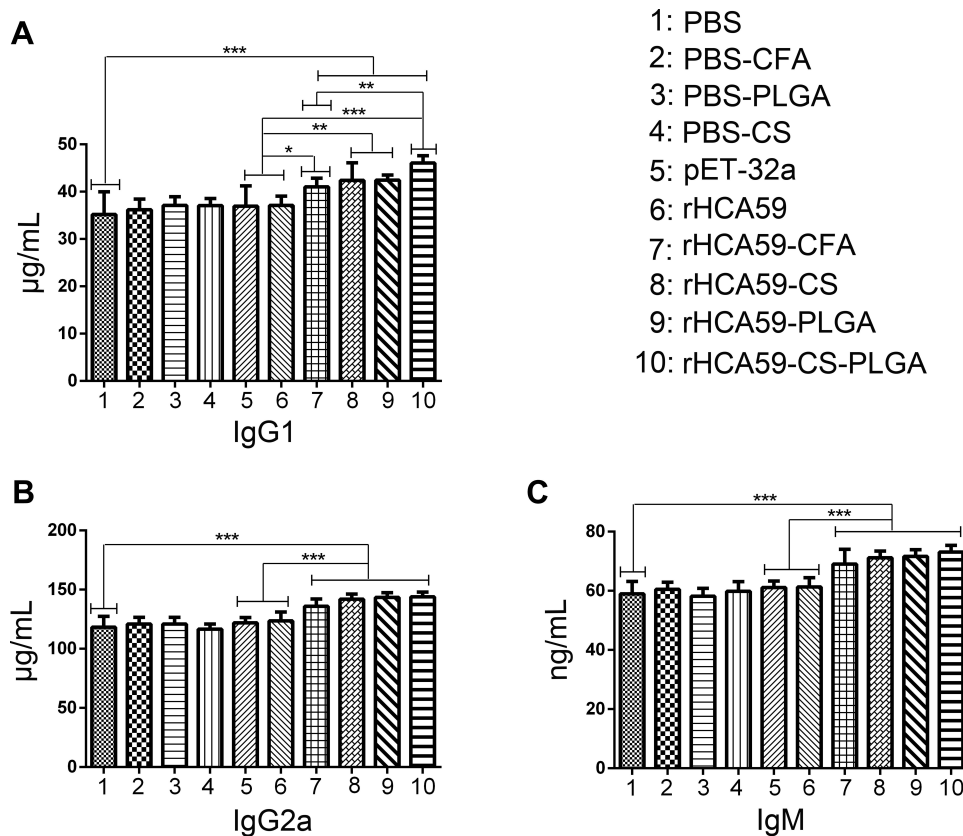 A
***
**
***
**
*
50
40
30
20
10
0
µg/mL
1 2 3 4 5 6 7 8 9 10
IgG1
1: PBS
2: PBS-CFA
3: PBS-PLGA
4: PBS-CS
5: pET-32a
6: rHCA59
7: rHCA59-CFA
8: rHCA59-CS
9: rHCA59-PLGA
10: rHCA59-CS-PLGA
B
***
***
200
150
100
50
0
µg/mL
1 2 3 4 5 6 7 8 9 10
IgG2a
C
***
***
80
60
40
20
0
ng/mL
1 2 3 4 5 6 7 8 9 10
IgM